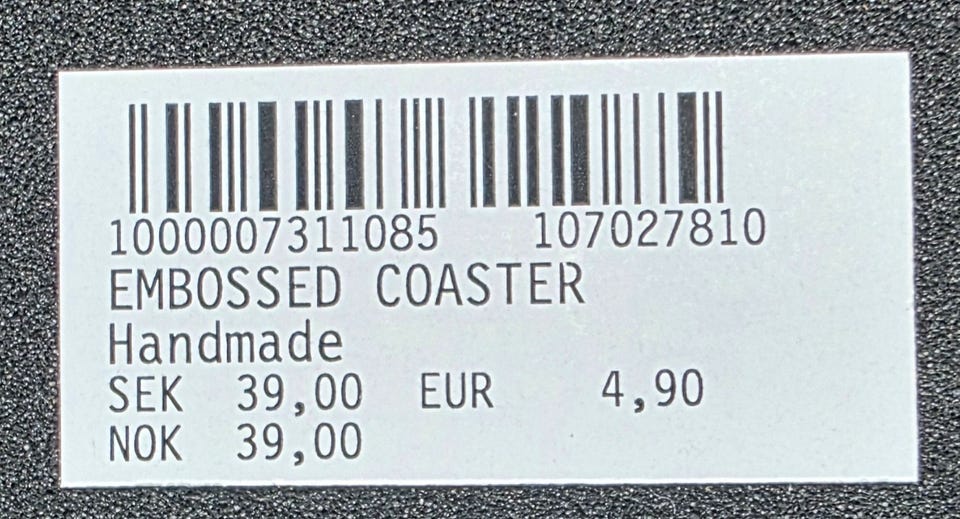 1000007311085 107027810
EMBOSSED COASTER
Handmade
SEK 39,00 EUR 4,90
NOK 39,00